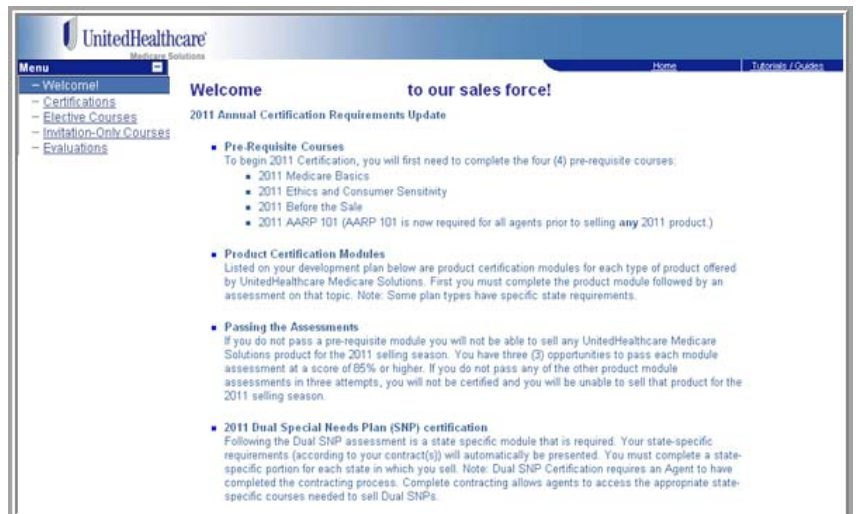 UnitedHealthcare
Medicare Solutions
Menu
Home
Tutorials / Guides
– Welcome!
– Certifications
– Elective Courses
– Invitation-Only Courses
– Evaluations
Welcome to our sales force!
2011 Annual Certification Requirements Update
Pre-Requisite Courses
To begin 2011 Certification, you will first need to complete the four (4) pre-requisite courses:
2011 Medicare Basics
2011 Ethics and Consumer Sensitivity
2011 Before the Sale
2011 AARP 101 (AARP 101 is now required for all agents prior to selling any 2011 product.)
Product Certification Modules
Listed on your development plan below are product certification modules for each type of product offered
by UnitedHealthcare Medicare Solutions. First you must complete the product module followed by an
assessment on that topic. Note: Some plan types have specific state requirements.
Passing the Assessments
If you do not pass a pre-requisite module you will not be able to sell any UnitedHealthcare Medicare
Solutions product for the 2011 selling season. You have three (3) opportunities to pass each module
assessment at a score of 85% or higher. If you do not pass any of the other product module
assessments in three attempts, you will not be certified and you will be unable to sell that product for the
2011 selling season.
2011 Dual Special Needs Plan (SNP) certification
Following the Dual SNP assessment is a state specific module that is required. Your state-specific
requirements (according to your contract(s)) will automatically be presented. You must complete a state-
specific portion for each state in which you sell. Note: Dual SNP Certification requires an Agent to have
completed the contracting process. Complete contracting allows agents to access the appropriate state-
specific courses needed to sell Dual SNPs.